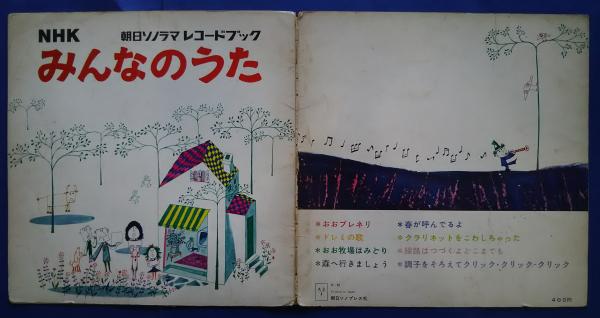 NHK 朝日ソノラマ レコードブック
みんなのうた
*おおブレネリ
*ドレミの歌
*おお牧場はみどり
*森へ行きましょう
*春が呼んでるよ
*クラリネットをこわしちゃった
*線路はつづくよどこまでも
*調子をそろえてクリック・クリック・クリック
朝日ソノプレス社
400円